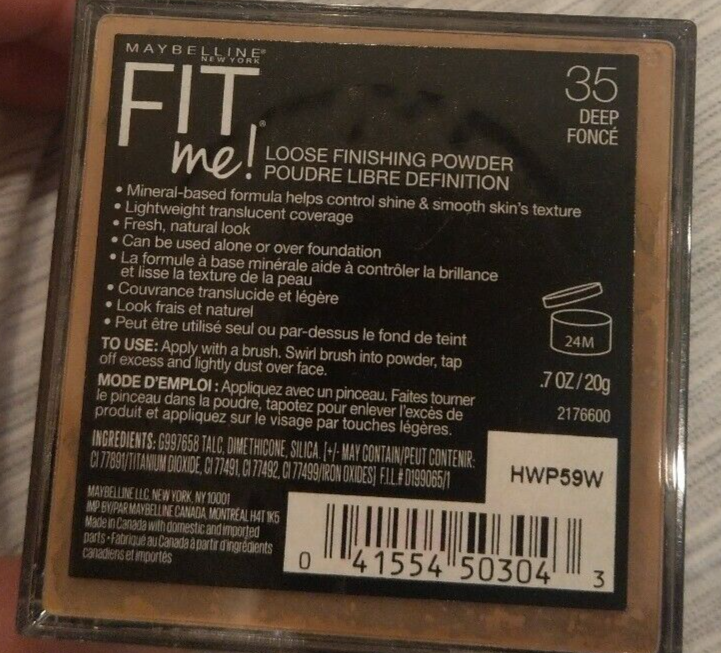 MAYBELLINE®
NEW YORK
FIT
me!®
35
DEEP
FONCÉ
LOOSE FINISHING POWDER
POUDRE LIBRE DEFINITION
• Mineral-based formula helps control shine & smooth skin's texture
• Lightweight translucent coverage
• Fresh, natural look
• Can be used alone or over foundation
• La formule à base minérale aide à contrôler la brillance
et lisse la texture de la peau
• Couvrance translucide et légère
• Look frais et naturel
• Peut être utilisé seul ou par-dessus le fond de teint
TO USE: Apply with a brush. Swirl brush into powder, tap
off excess and lightly dust over face.
MODE D'EMPLOI : Appliquez avec un pinceau. Faites tourner
le pinceau dans la poudre, tapotez pour enlever l'excès de
produit et appliquez sur le visage par touches légères.
24M
.7 OZ/20g
2176600
INGREDIENTS: G997658 TALC, DIMETHICONE, SILICA. [+/- MAY CONTAIN/PEUT CONTENIR:
CI 77891/TITANIUM DIOXIDE, CI 77491, CI 77492, CI 77499/IRON OXIDES] F.I.L.# D199065/1
HWP59W
MAYBELLINE LLC, NEW YORK, NY 10001
IMP. BY/PAR MAYBELLINE CANADA, MONTRÉAL H4T 1K5
Made in Canada with domestic and imported
parts • Fabriqué au Canada à partir d'ingrédients
canadiens et importés
0 41554 50304 3